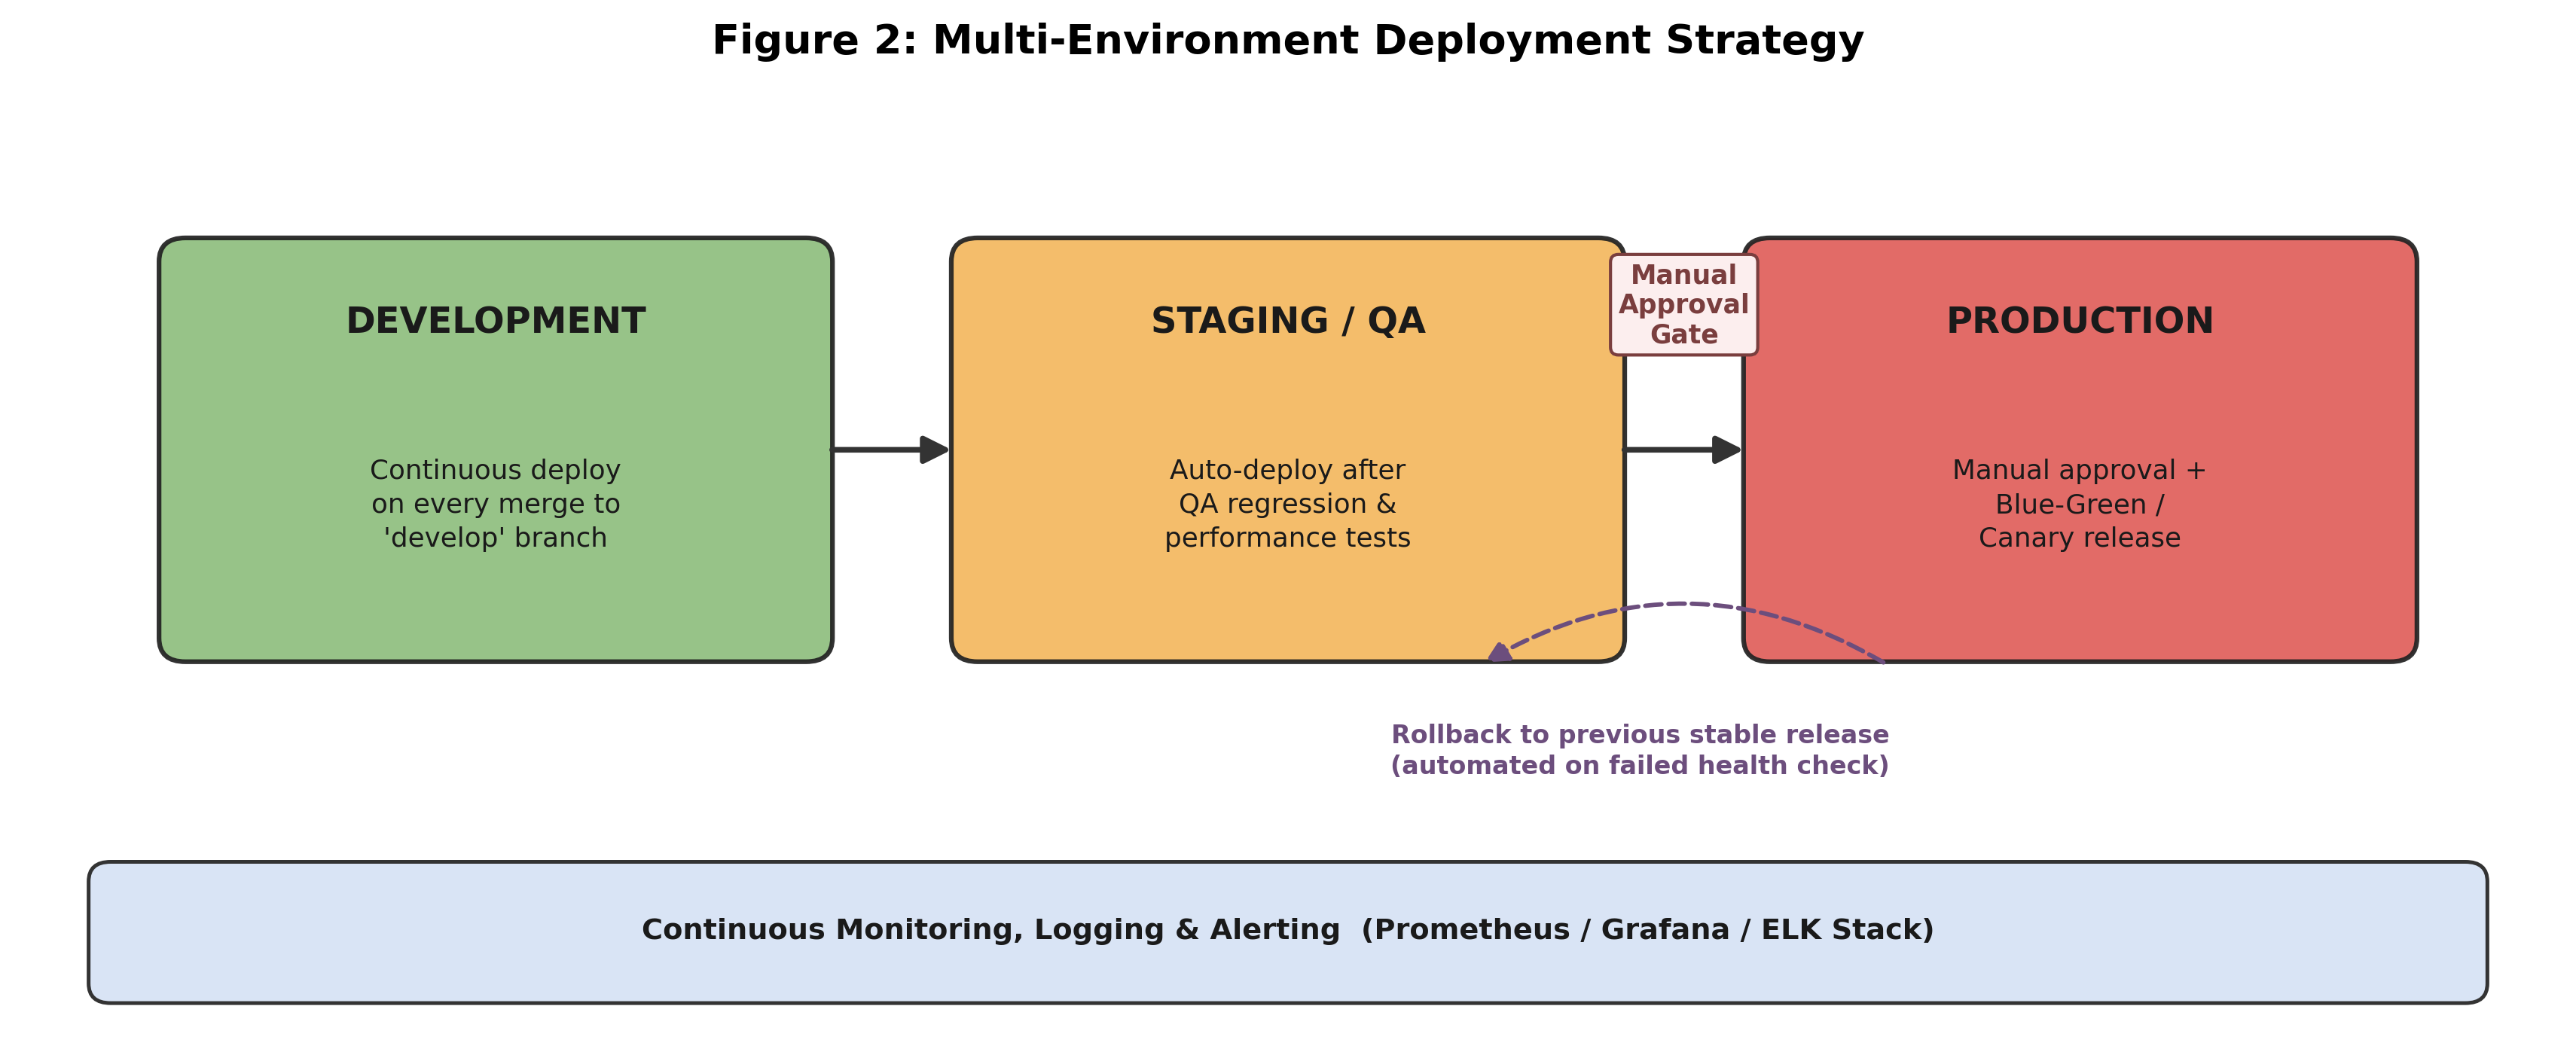 Figure 2: Multi-Environment Deployment Strategy
DEVELOPMENT
Continuous deploy
on every merge to
'develop' branch
STAGING / QA
Auto-deploy after
QA regression &
performance tests
Manual
Approval
Gate
PRODUCTION
Manual approval +
Blue-Green /
Canary release
Rollback to previous stable release
(automated on failed health check)
Continuous Monitoring, Logging & Alerting  (Prometheus / Grafana / ELK Stack)